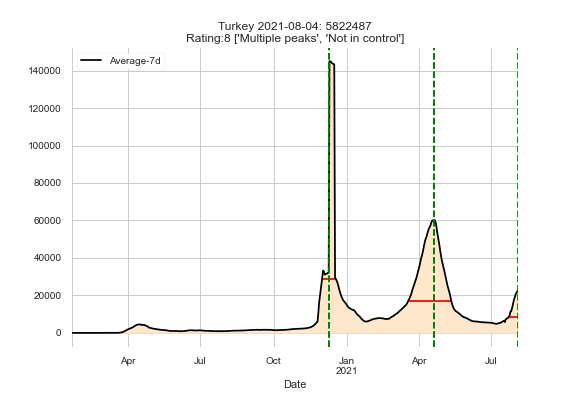 Turkey 2021-08-04: 5822487
Rating:8 ['Multiple peaks', 'Not in control']
Average-7d
140000
120000
100000
80000
60000
40000
20000
0
Apr Jul Oct Jan Apr Jul
2021
Date